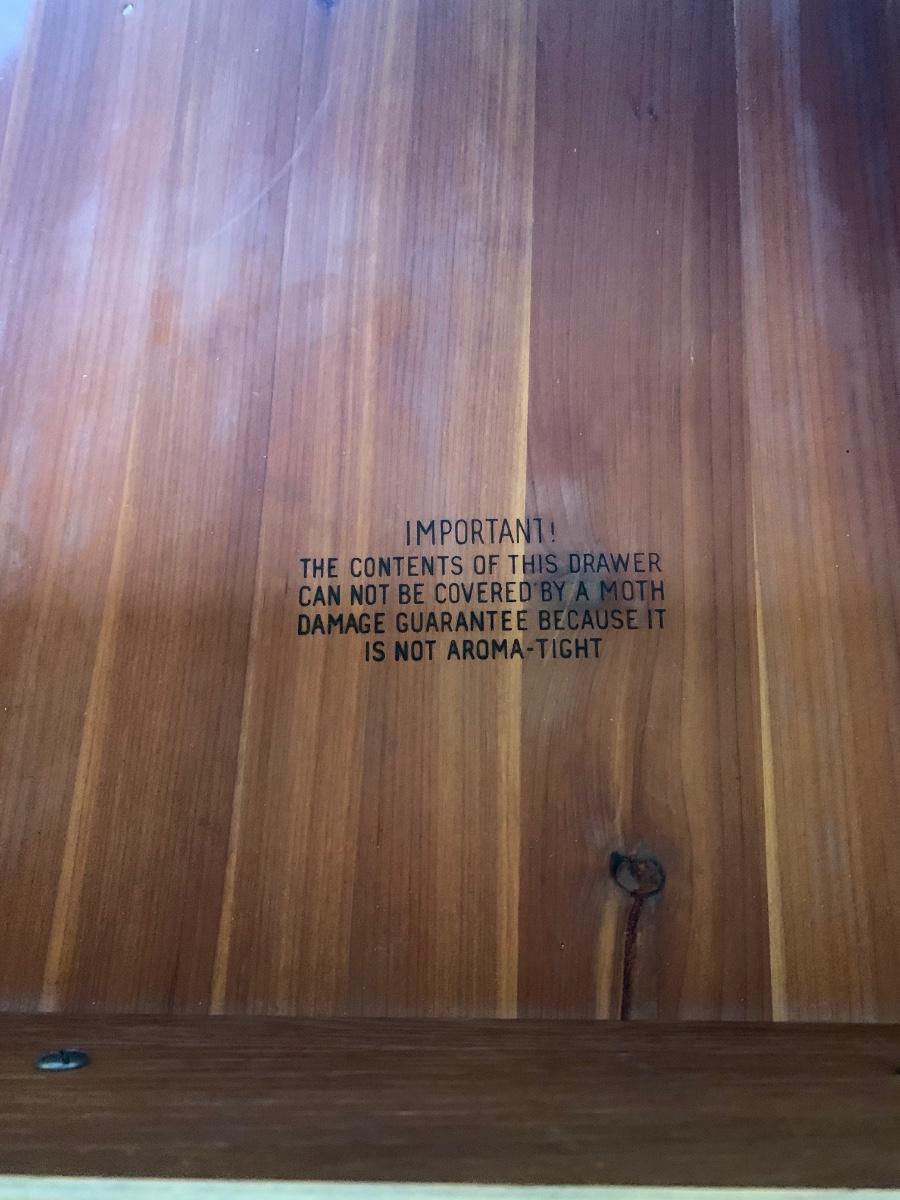 IMPORTANT!
THE CONTENTS OF THIS DRAWER
CAN NOT BE COVERED BY A MOTH
DAMAGE GUARANTEE BECAUSE IT
IS NOT AROMA-TIGHT